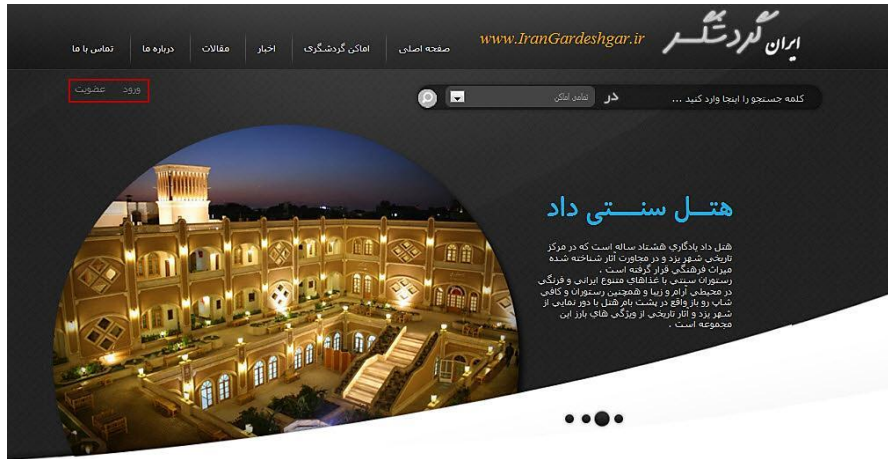 ایران گردشگر
www.IranGardeshgar.ir
صفحه اصلی
اماکن گردشگری
اخبار
مقالات
درباره ما
تماس با ما
کلمه جستجو را اینجا وارد کنید ...
در
تمامی اماکن
ورود
عضویت
هتــل سنـــتی داد
هتل داد یادگاری هشتاد ساله است که در مرکز
تاریخی شهر یزد و در مجاورت آثار شناخته شده
میراث فرهنگی قرار گرفته است .
رستوران سنتی با غذاهای متنوع ایرانی و فرنگی
در محیطی آرام و زیبا و همچنین رستوران و کافی
شاپ رو باز واقع در پشت بام هتل با دور نمایی از
شهر یزد و آثار تاریخی از ویژگی های بارز این
مجموعه است .